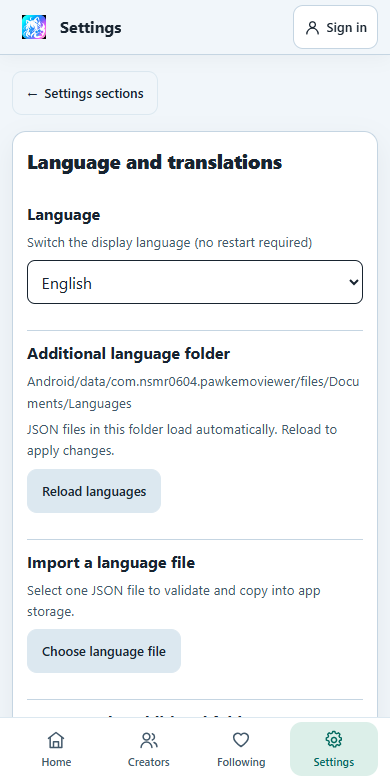 Settings
Sign in
← Settings sections
Language and translations
Language
Switch the display language (no restart required)
English
Additional language folder
Android/data/com.nsmr0604.pawkemoviewer/files/Docu
ments/Languages
JSON files in this folder load automatically. Reload to
apply changes.
Reload languages
Import a language file
Select one JSON file to validate and copy into app
storage.
Choose language file
Home
Creators
Following
Settings